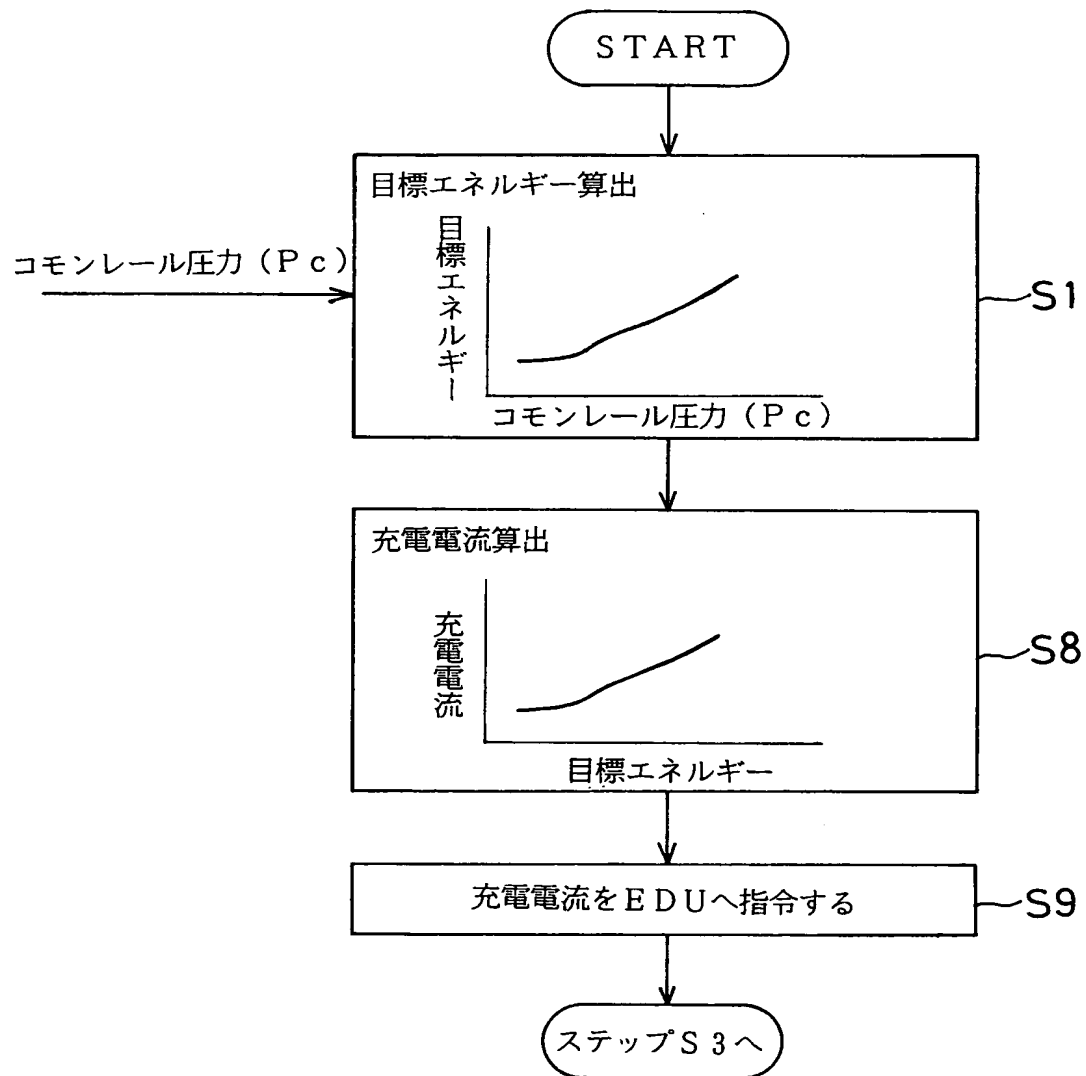 START
目標エネルギー算出
目標エネルギー
コモンレール圧力（Pc）
S1
コモンレール圧力（Pc）
充電電流算出
充電電流
S8
目標エネルギー
充電電流をEDUへ指令する
S9
ステップS3へ